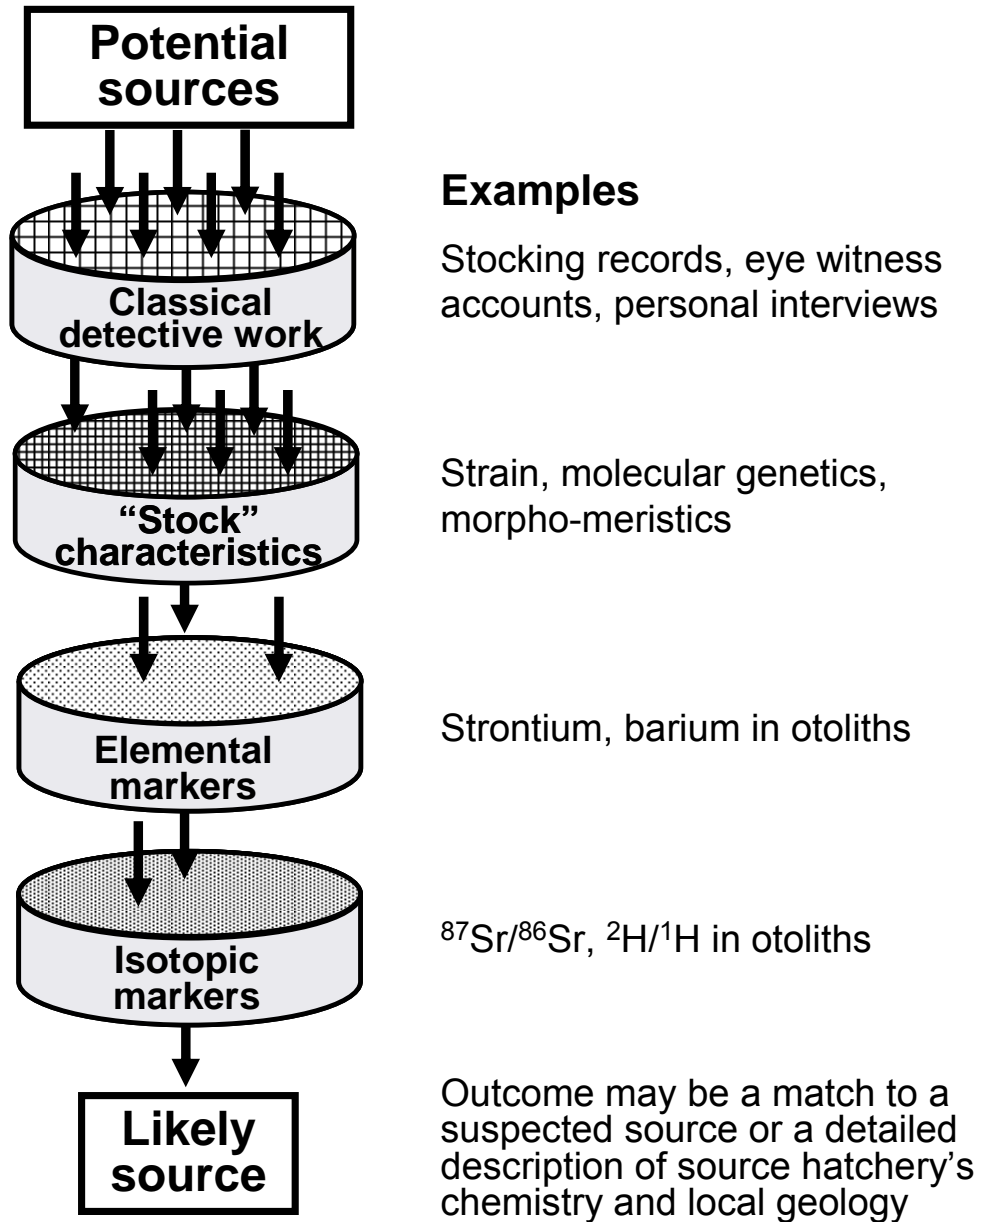 Potential
sources
Examples
Classical
detective work
Stocking records, eye witness
accounts, personal interviews
“Stock”
characteristics
Strain, molecular genetics,
morpho-meristics
Elemental
markers
Strontium, barium in otoliths
Isotopic
markers
⁸⁷Sr/⁸⁶Sr, ²H/¹H in otoliths
Likely
source
Outcome may be a match to a
suspected source or a detailed
description of source hatchery’s
chemistry and local geology